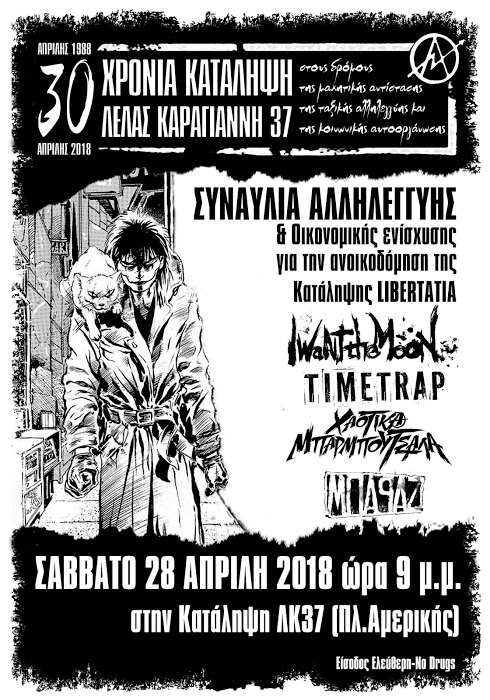 ΑΠΡΙΛΗΣ 1988
30
ΑΠΡΙΛΗΣ 2018
ΧΡΟΝΙΑ ΚΑΤΑΛΗΨΗ
ΛΕΛΑΣ ΚΑΡΑΓΙΑΝΝΗ 37
στους δρόμους
της μαχητικής αντίστασης
της ταξικής αλληλεγγύης και
της κοινωνικής αυτοοργάνωσης
ΣΥΝΑΥΛΙΑ ΑΛΛΗΛΕΓΓΥΗΣ
& Οικονομικής ενίσχυσης
για την ανοικοδόμηση της
Κατάληψης LIBERTATIA
I Want the Moon
TIMETRAP
ΧΑΟΤΙΚΑ
ΜΠΑΡΜΠΟΥΤΣΑΛΑ
ΜΠΑΡΑΖ
ΣΑΒΒΑΤΟ 28 ΑΠΡΙΛΗ 2018 ώρα 9 μ.μ.
στην Κατάληψη ΛΚ37 (Πλ.Αμερικής)
Είσοδος Ελεύθερη-No Drugs